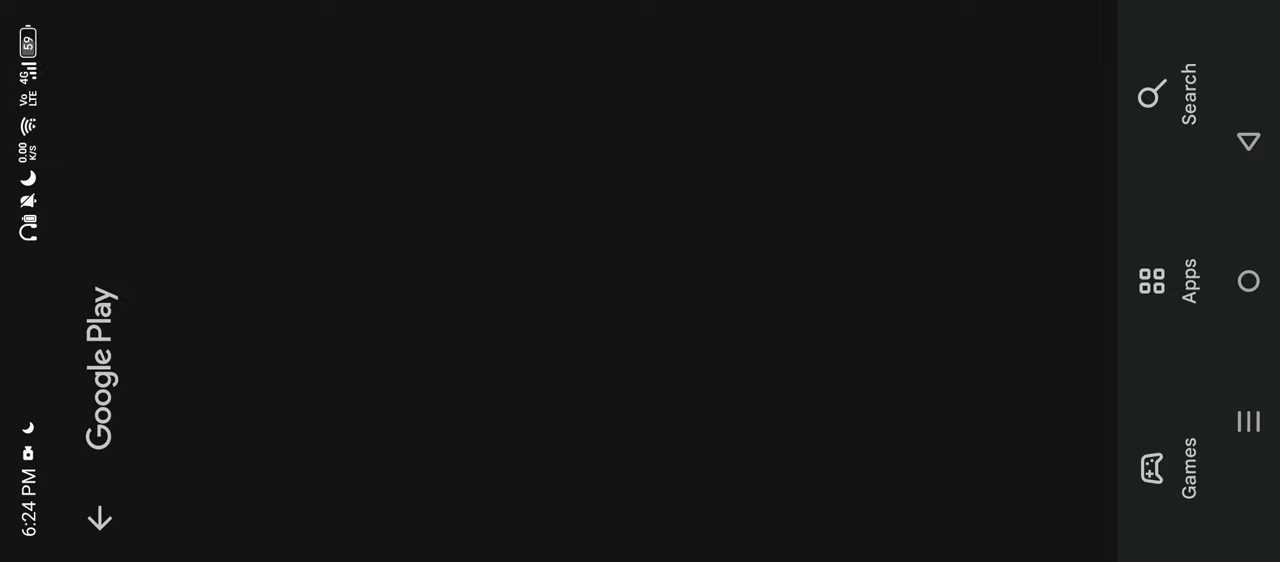 6:24 PM
0.00 K/S
Vo LTE
4G
59
Google Play
Games
Apps
Search